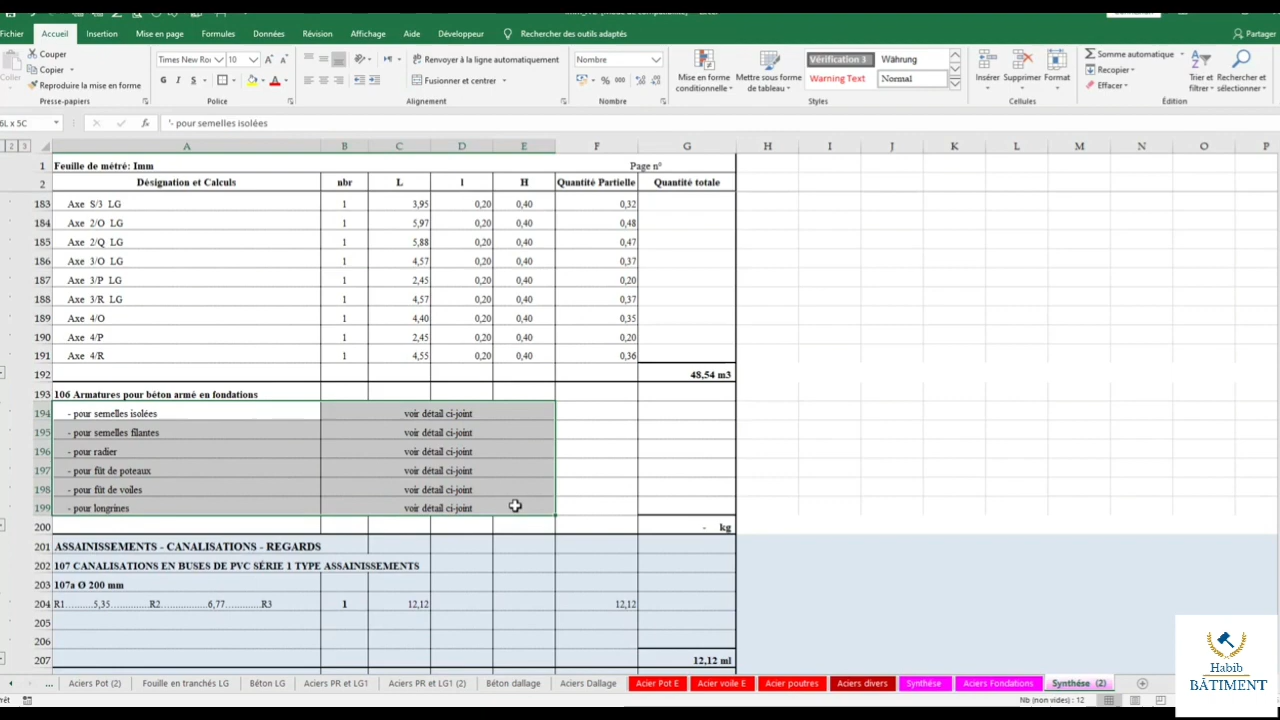 Fichier Accueil Insertion Mise en page Formules Données Révision Affichage Aide Développeur Rechercher des outils adaptés Partager
Couper
Copier
Reproduire la mise en forme
Coller
Presse-papiers
Times New Ro 10
G I S
Police
Renvoyer à la ligne automatiquement
Fusionner et centrer
Alignement
Nombre
% 000
Nombre
Mise en forme conditionnelle
Mettre sous forme de tableau
Vérification 3 Währung
Warning Text Normal
Styles
Insérer Supprimer Format
Cellules
Somme automatique
Recopier
Effacer
Trier et filtrer
Rechercher et sélectionner
Édition
6L x 5C fx '- pour semelles isolées
2 3 A B C D E F G H I J K L M N O P
1 Feuille de métré: Imm Page n°
2 Désignation et Calculs nbr L l H Quantité Partielle Quantité totale
183 Axe S/3 LG 1 3,95 0,20 0,40 0,32
184 Axe 2/O LG 1 5,97 0,20 0,40 0,48
185 Axe 2/Q LG 1 5,88 0,20 0,40 0,47
186 Axe 3/O LG 1 4,57 0,20 0,40 0,37
187 Axe 3/P LG 1 2,45 0,20 0,40 0,20
188 Axe 3/R LG 1 4,57 0,20 0,40 0,37
189 Axe 4/O 1 4,40 0,20 0,40 0,35
190 Axe 4/P 1 2,45 0,20 0,40 0,20
191 Axe 4/R 1 4,55 0,20 0,40 0,36
192 48,54 m3
193 106 Armatures pour béton armé en fondations
194 - pour semelles isolées voir détail ci-joint
195 - pour semelles filantes voir détail ci-joint
196 - pour radier voir détail ci-joint
197 - pour fût de poteaux voir détail ci-joint
198 - pour fût de voiles voir détail ci-joint
199 - pour longrines voir détail ci-joint
200 - kg
201 ASSAINISSEMENTS - CANALISATIONS - REGARDS
202 107 CANALISATIONS EN BUSES DE PVC SÉRIE 1 TYPE ASSAINISSEMENTS
203 107a Ø 200 mm
204 R1.........5,35...............R2................6,77............R3 1 12,12 12,12
205
206
207 12,12 ml
... Aciers Pot (2) Fouille en tranchés LG Béton LG Aciers PR et LG1 Aciers PR et LG1 (2) Béton dallage Aciers Dallage Acier Pot E Acier voile E Acier poutres Aciers divers Synthése Aciers Fondations Synthése (2)
Nb (non vides) : 12
Habib
BÂTIMENT